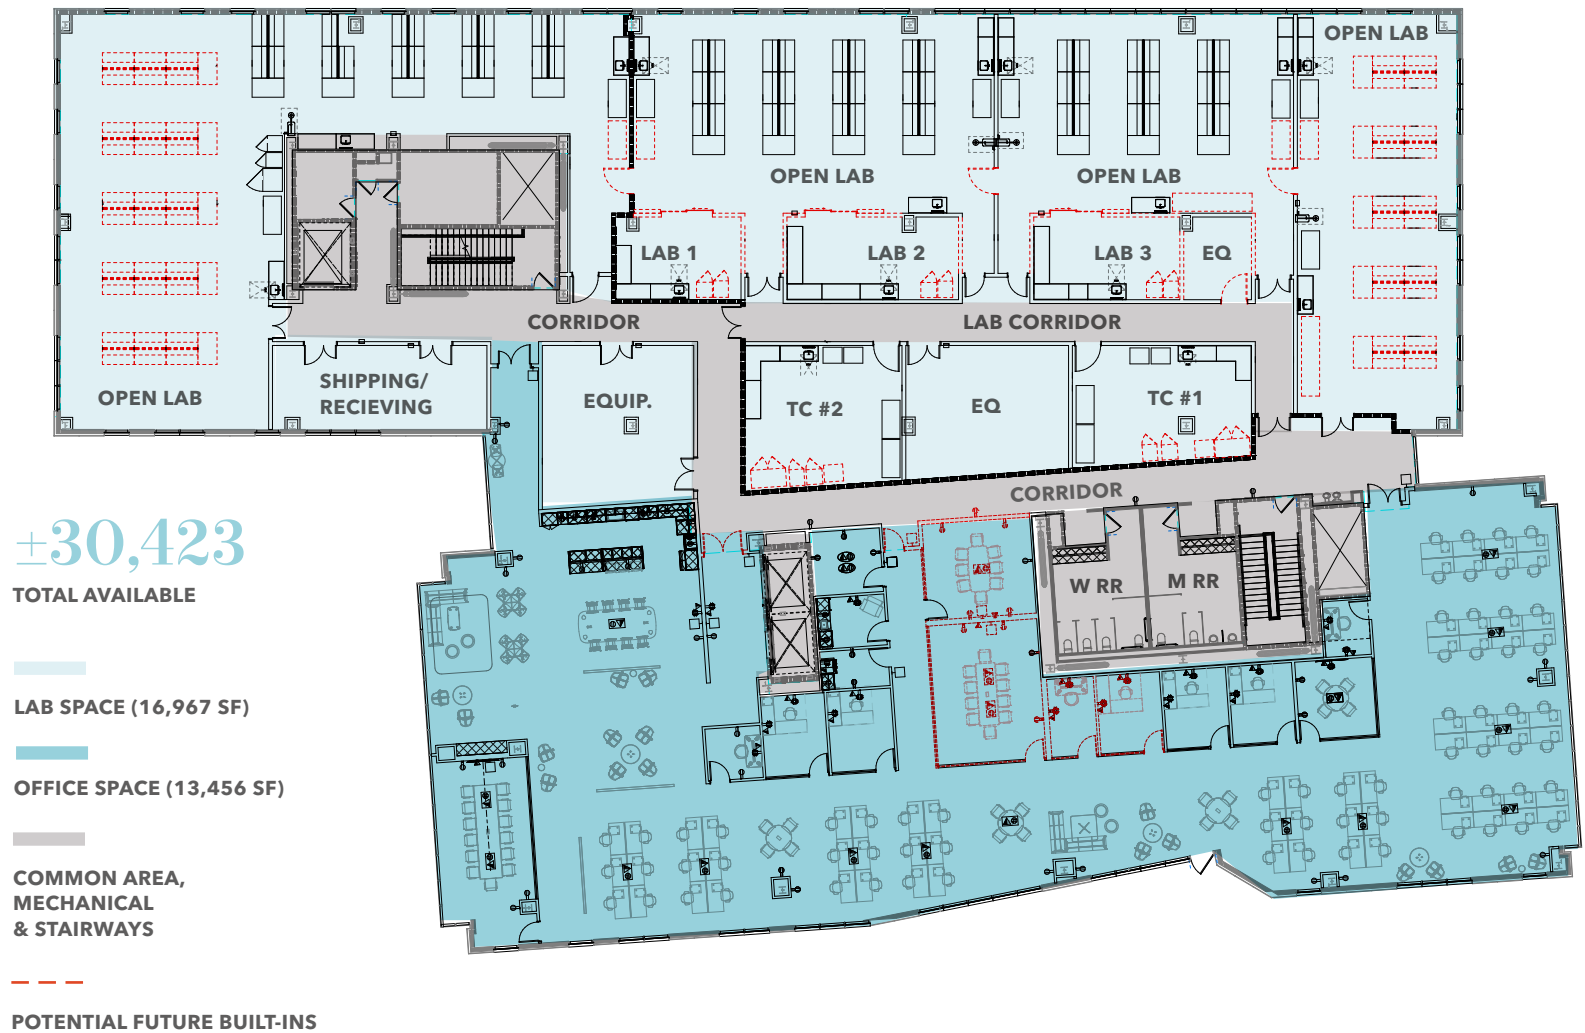 OPEN LAB
OPEN LAB
OPEN LAB
LAB 1
LAB 2
LAB 3
EQ
CORRIDOR
LAB CORRIDOR
OPEN LAB
SHIPPING/
RECIEVING
EQUIP.
TC #2
EQ
TC #1
CORRIDOR
W RR
M RR
±30,423
TOTAL AVAILABLE
LAB SPACE (16,967 SF)
OFFICE SPACE (13,456 SF)
COMMON AREA,
MECHANICAL
& STAIRWAYS
POTENTIAL FUTURE BUILT-INS